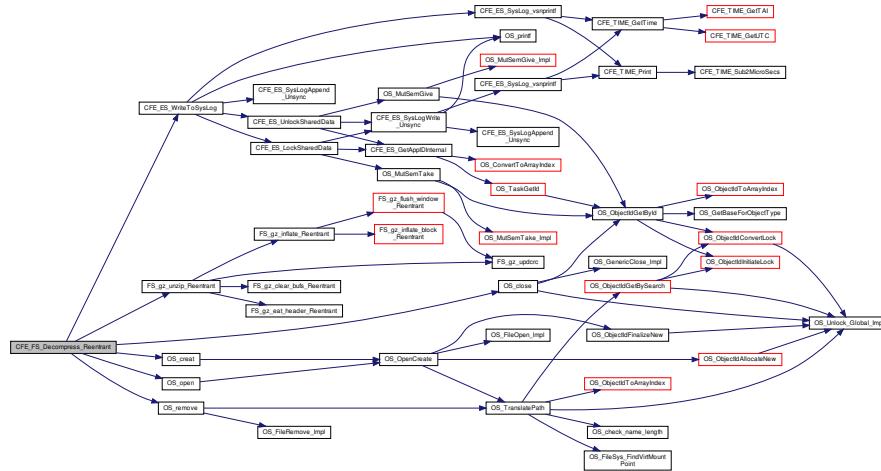 CFE_FS_Decompress_Reentrant
CFE_ES_WriteToSysLog
FS_gz_unzip_Reentrant
OS_creat
OS_open
OS_remove
CFE_ES_SysLogAppend
_Unsync
CFE_ES_UnlockSharedData
CFE_ES_LockSharedData
FS_gz_inflate_Reentrant
FS_gz_clear_bufs_Reentrant
FS_gz_eat_header_Reentrant
OS_FileRemove_Impl
OS_MutSemGive
CFE_ES_SysLogWrite
_Unsync
CFE_ES_GetAppIDInternal
OS_MutSemTake
FS_gz_flush_window
_Reentrant
FS_gz_inflate_block
_Reentrant
OS_OpenCreate
CFE_ES_SysLog_vsnprintf
OS_printf
OS_MutSemGive_Impl
CFE_ES_SysLog_vsnprintf
CFE_ES_SysLogAppend
_Unsync
OS_ConvertToArrayIndex
OS_TaskGetId
OS_MutSemTake_Impl
FS_gz_updcrc
OS_close
OS_FileOpen_Impl
OS_TranslatePath
CFE_TIME_GetTime
CFE_TIME_Print
OS_ObjectIdGetById
OS_GenericClose_Impl
OS_ObjectIdGetBySearch
OS_ObjectIdFinalizeNew
OS_ObjectIdToArrayIndex
OS_check_name_length
OS_FileSys_FindVirtMount
Point
CFE_TIME_GetTAI
CFE_TIME_GetUTC
CFE_TIME_Sub2MicroSecs
OS_ObjectIdToArrayIndex
OS_GetBaseForObjectType
OS_ObjectIdConvertLock
OS_ObjectIdInitiateLock
OS_ObjectIdAllocateNew
OS_Unlock_Global_Impl